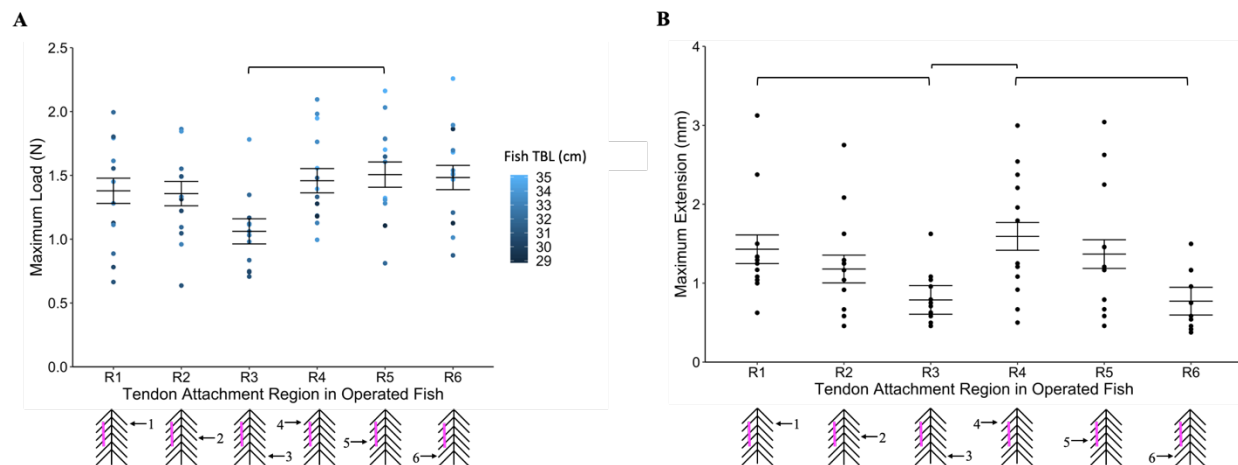 A
2.5
2.0
1.5
1.0
0.5
0.0
Maximum Load (N)
R1 R2 R3 R4 R5 R6
Tendon Attachment Region in Operated Fish
1 2 3 4 5 6
Fish TBL (cm)
35
34
33
32
31
30
29
B
4
3
2
1
0
Maximum Extension (mm)
R1 R2 R3 R4 R5 R6
Tendon Attachment Region in Operated Fish
1 2 3 4 5 6